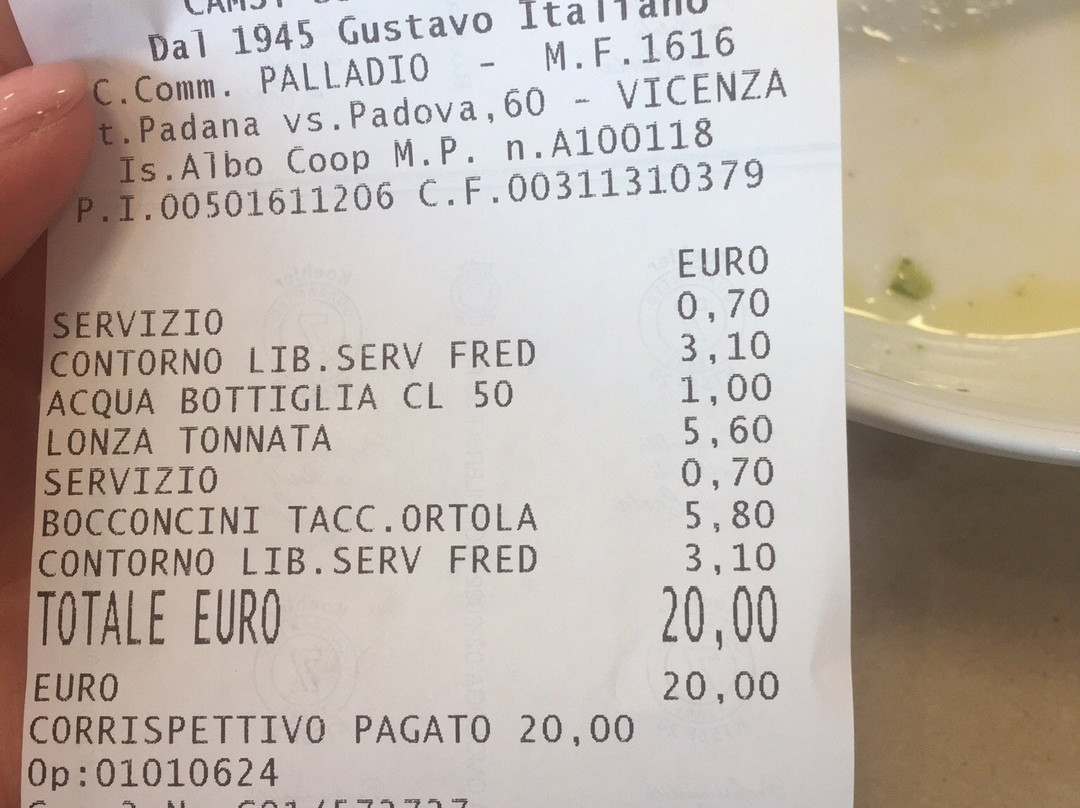 Dal 1945 Gustavo Italiano
C.Comm. PALLADIO - M.F.1616
t.Padana vs.Padova,60 - VICENZA
Is.Albo Coop M.P. n.A100118
P.I.00501611206 C.F.00311310379
EURO
SERVIZIO 0,70
CONTORNO LIB.SERV FRED 3,10
ACQUA BOTTIGLIA CL 50 1,00
LONZA TONNATA 5,60
SERVIZIO 0,70
BOCCONCINI TACC.ORTOLA 5,80
CONTORNO LIB.SERV FRED 3,10
TOTALE EURO 20,00
EURO 20,00
CORRISPETTIVO PAGATO 20,00
Op:01010624